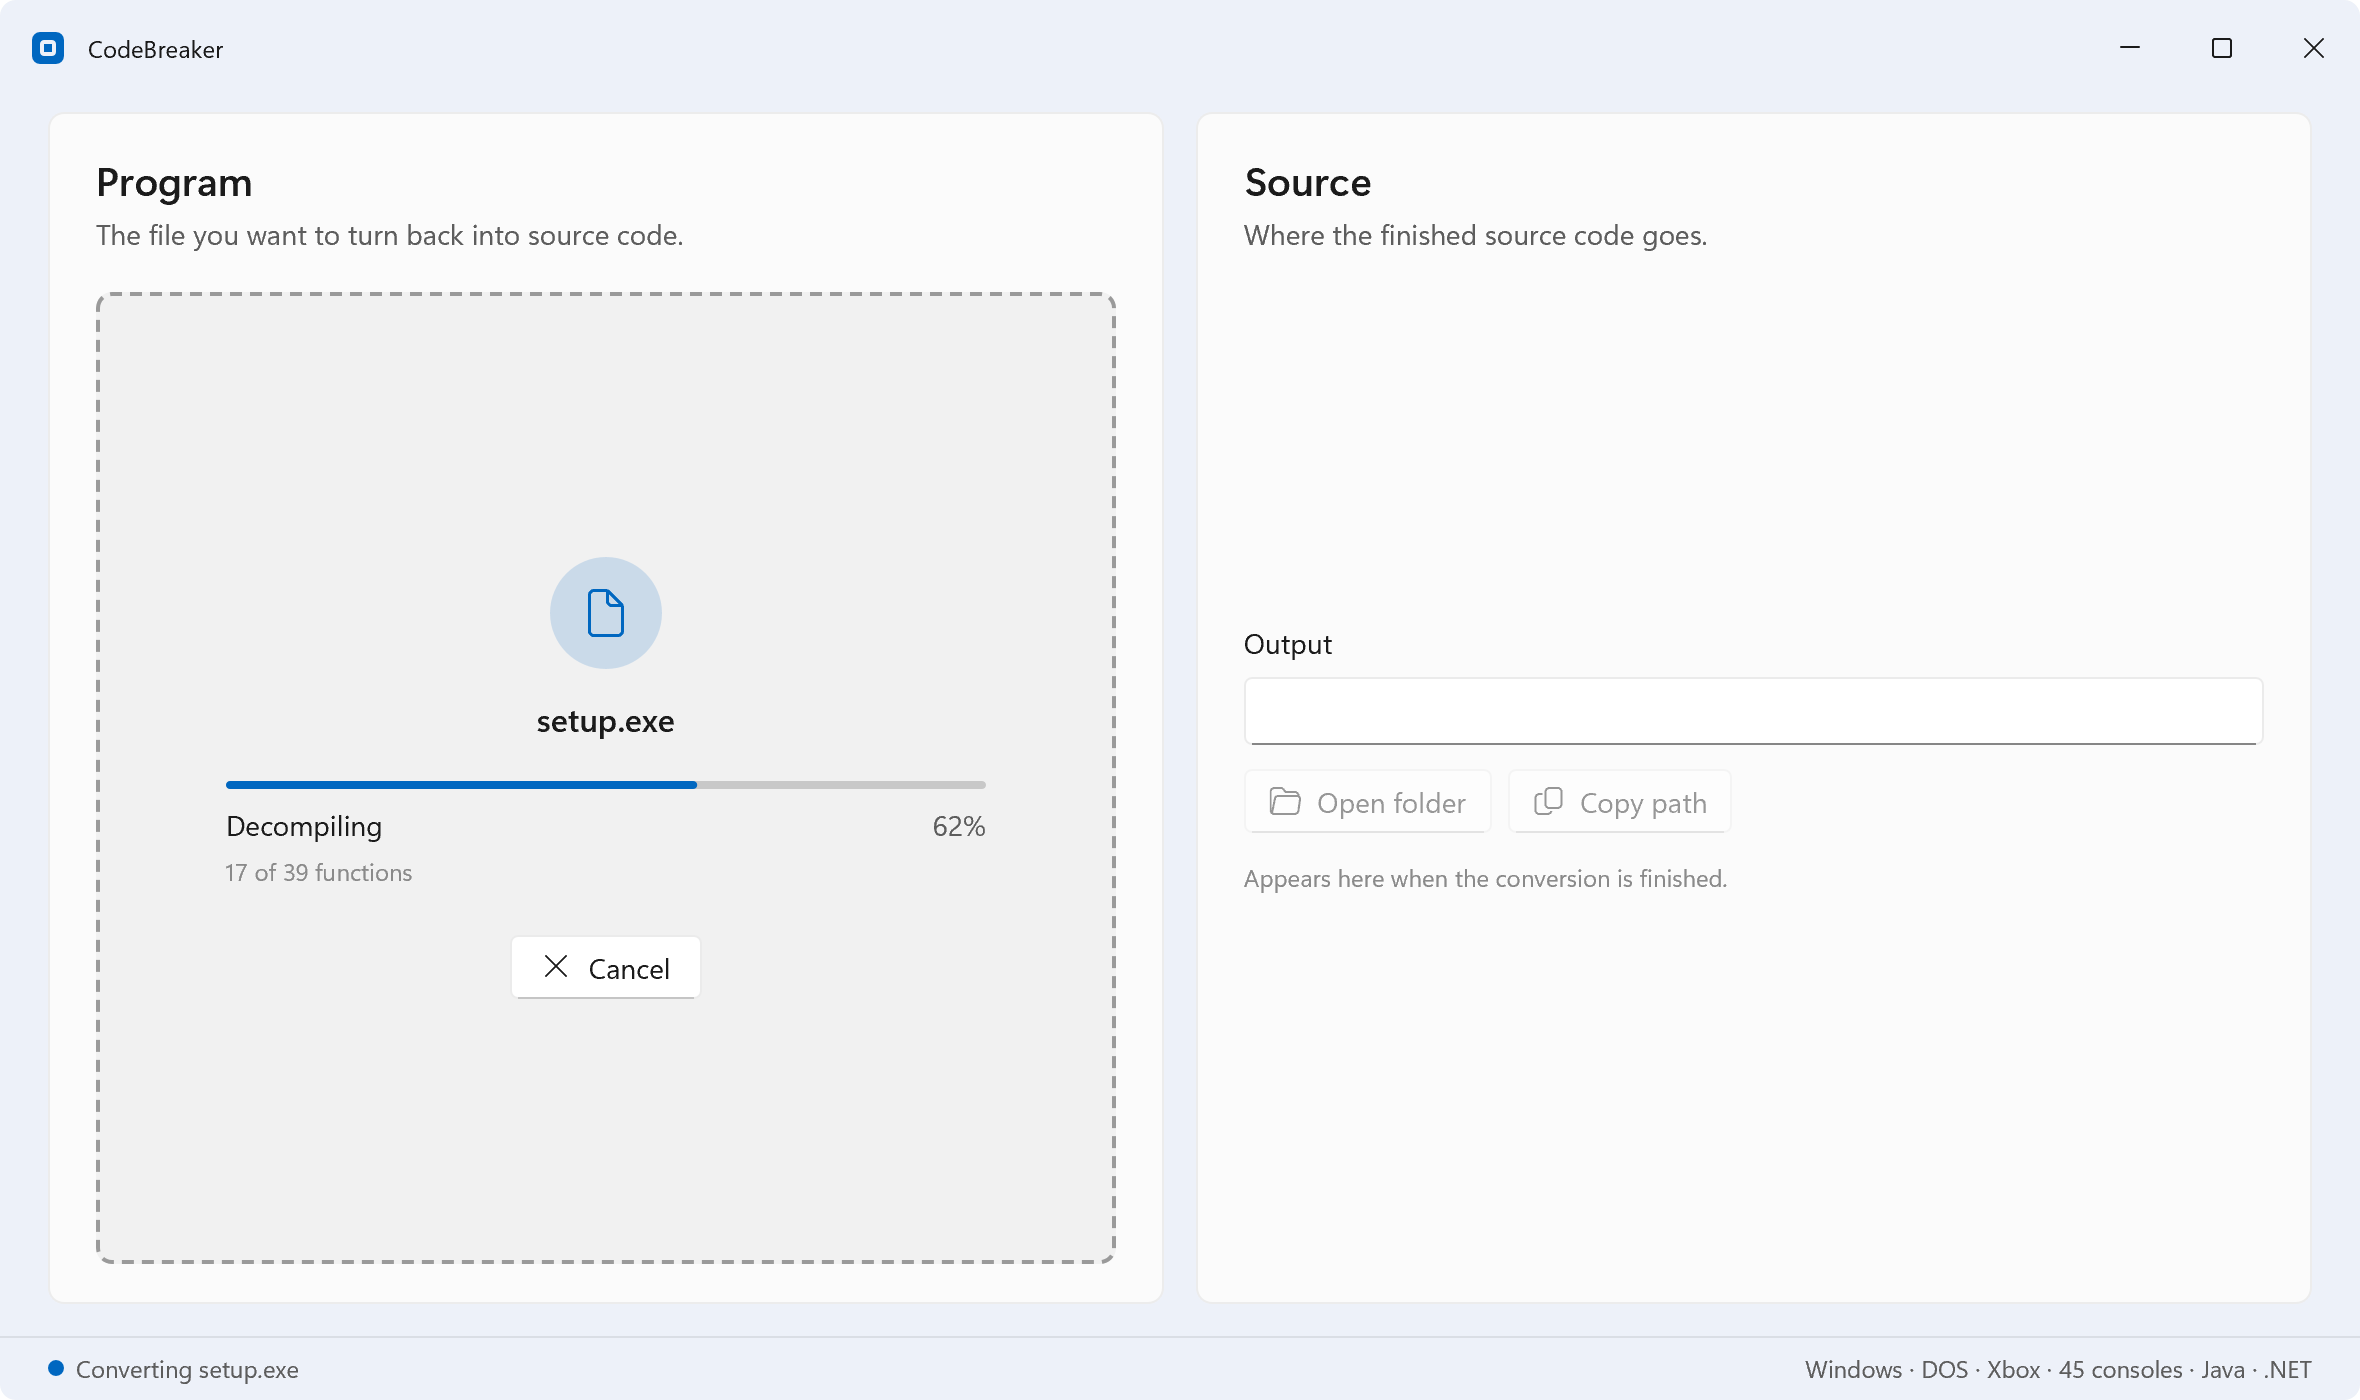 CodeBreaker
Program
The file you want to turn back into source code.
setup.exe
Decompiling 62%
17 of 39 functions
Cancel
Source
Where the finished source code goes.
Output
Open folder Copy path
Appears here when the conversion is finished.
Converting setup.exe
Windows · DOS · Xbox · 45 consoles · Java · .NET